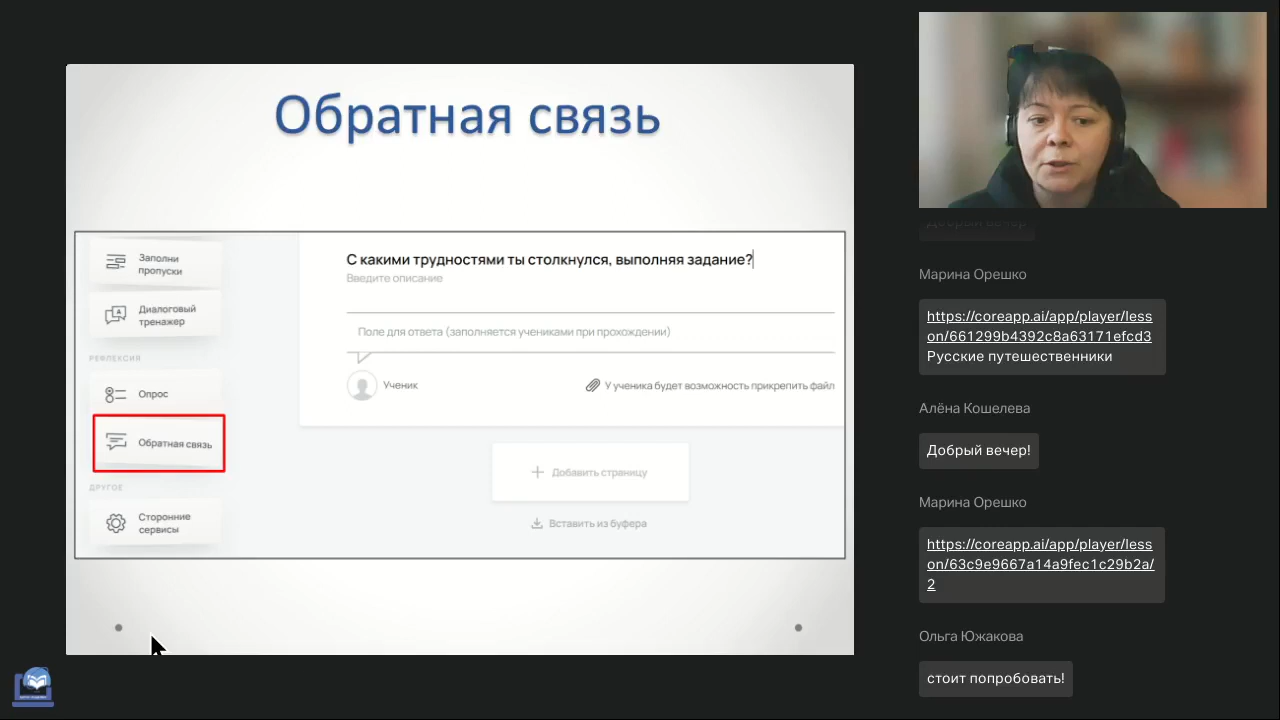 Обратная связь
Заполни
пропуски
Диалоговый
тренажер
РЕФЛЕКСИЯ
Опрос
Обратная связь
ДРУГОЕ
Сторонние
сервисы
С какими трудностями ты столкнулся, выполняя задание?
Введите описание
Поле для ответа (заполняется учениками при прохождении)
Ученик
У ученика будет возможность прикрепить файл
Добавить страницу
Вставить из буфера
Добрый вечер
Марина Орешко
https://coreapp.ai/app/player/less
on/661299b4392c8a63171efcd3
Русские путешественники
Алёна Кошелева
Добрый вечер!
Марина Орешко
https://coreapp.ai/app/player/less
on/63c9e9667a14a9fec1c29b2a/
2
Ольга Южакова
стоит попробовать!